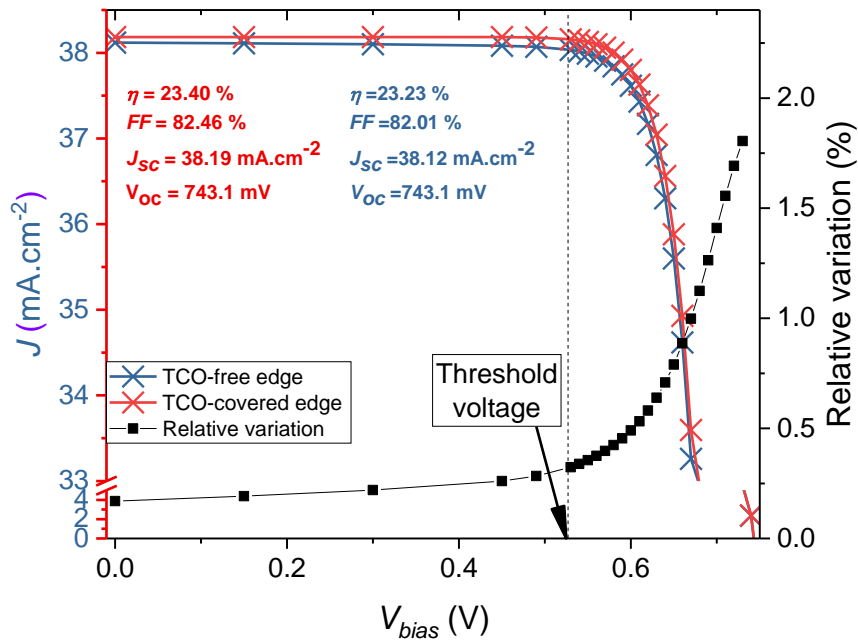 38
37
36
35
34
33
4
2
0
J (mA.cm-2)
η = 23.40 %
FF = 82.46 %
JSC = 38.19 mA.cm-2
VOC = 743.1 mV
η =23.23 %
FF =82.01 %
JSC = 38.12 mA.cm-2
VOC =743.1 mV
TCO-free edge
TCO-covered edge
Relative variation
Threshold
voltage
2.0
1.5
1.0
0.5
0.0
Relative variation (%)
0.0 0.2 0.4 0.6
Vbias (V)